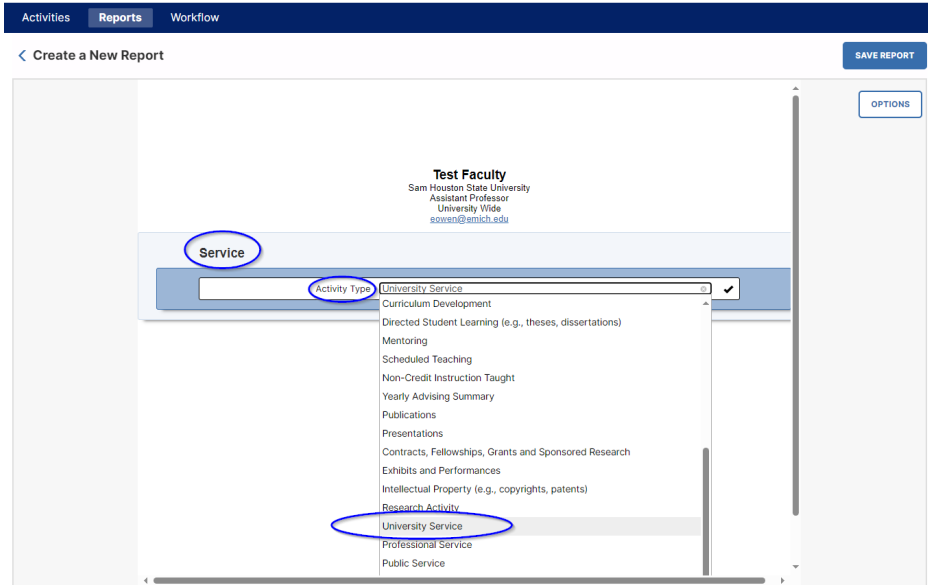 Activities Reports Workflow
Create a New Report
SAVE REPORT
OPTIONS
Test Faculty
Sam Houston State University
Assistant Professor
University Wide
eowen@emich.edu
Service
Activity Type University Service
Curriculum Development
Directed Student Learning (e.g., theses, dissertations)
Mentoring
Scheduled Teaching
Non-Credit Instruction Taught
Yearly Advising Summary
Publications
Presentations
Contracts, Fellowships, Grants and Sponsored Research
Exhibits and Performances
Intellectual Property (e.g., copyrights, patents)
Research Activity
University Service
Professional Service
Public Service